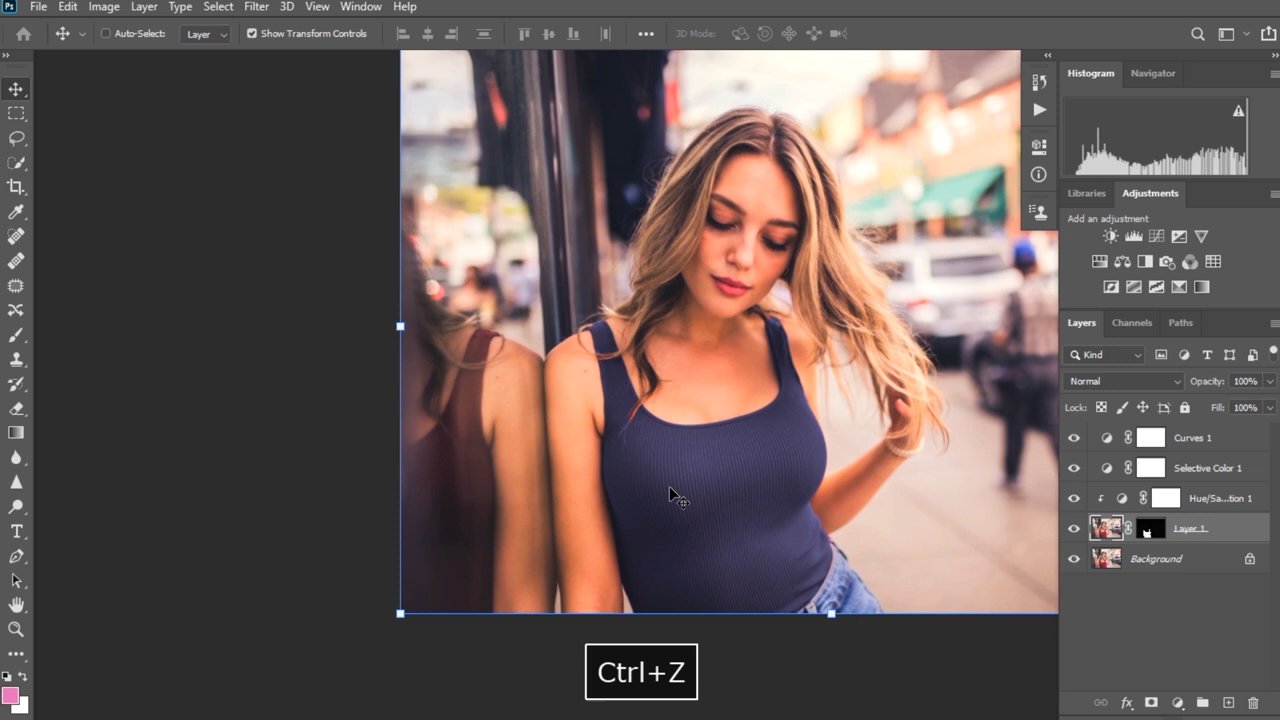 Ps File Edit Image Layer Type Select Filter 3D View Window Help
Auto-Select: Layer Show Transform Controls 3D Mode:
Histogram Navigator
Libraries Adjustments
Add an adjustment
Layers Channels Paths
Kind
Normal Opacity: 100%
Lock: Fill: 100%
Curves 1
Selective Color 1
Hue/Sa...tion 1
Layer 1
Background
Ctrl+Z